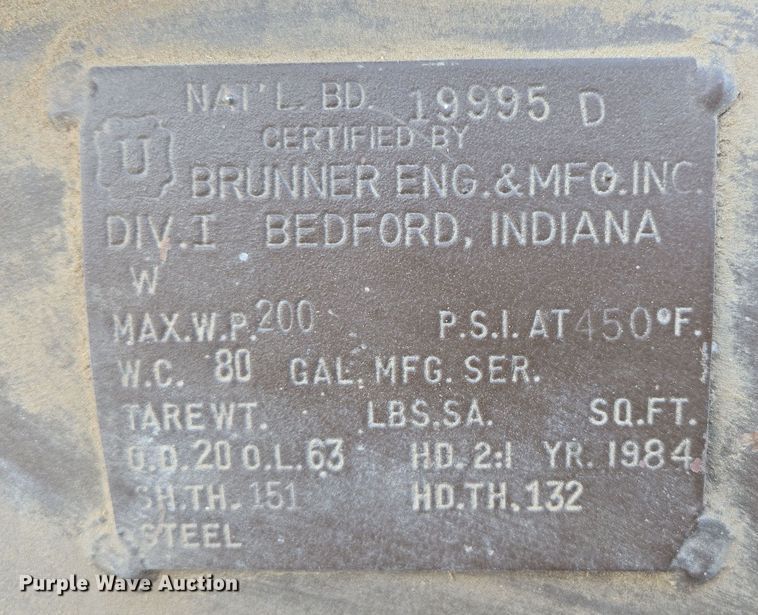 NAT'L. BD. 19995 D
U CERTIFIED BY
BRUNNER ENG. & MFG. INC.
DIV. I BEDFORD, INDIANA
W
MAX. W. P. 200 P.S.I. AT 450°F.
W.C. 80 GAL. MFG. SER.
TARE WT. LBS. SA. SQ. FT.
O.D. 20 O.L. 63 HD. 2:1 YR. 1984
SH. TH. 151 HD. TH. 132
STEEL
Purple Wave Auction